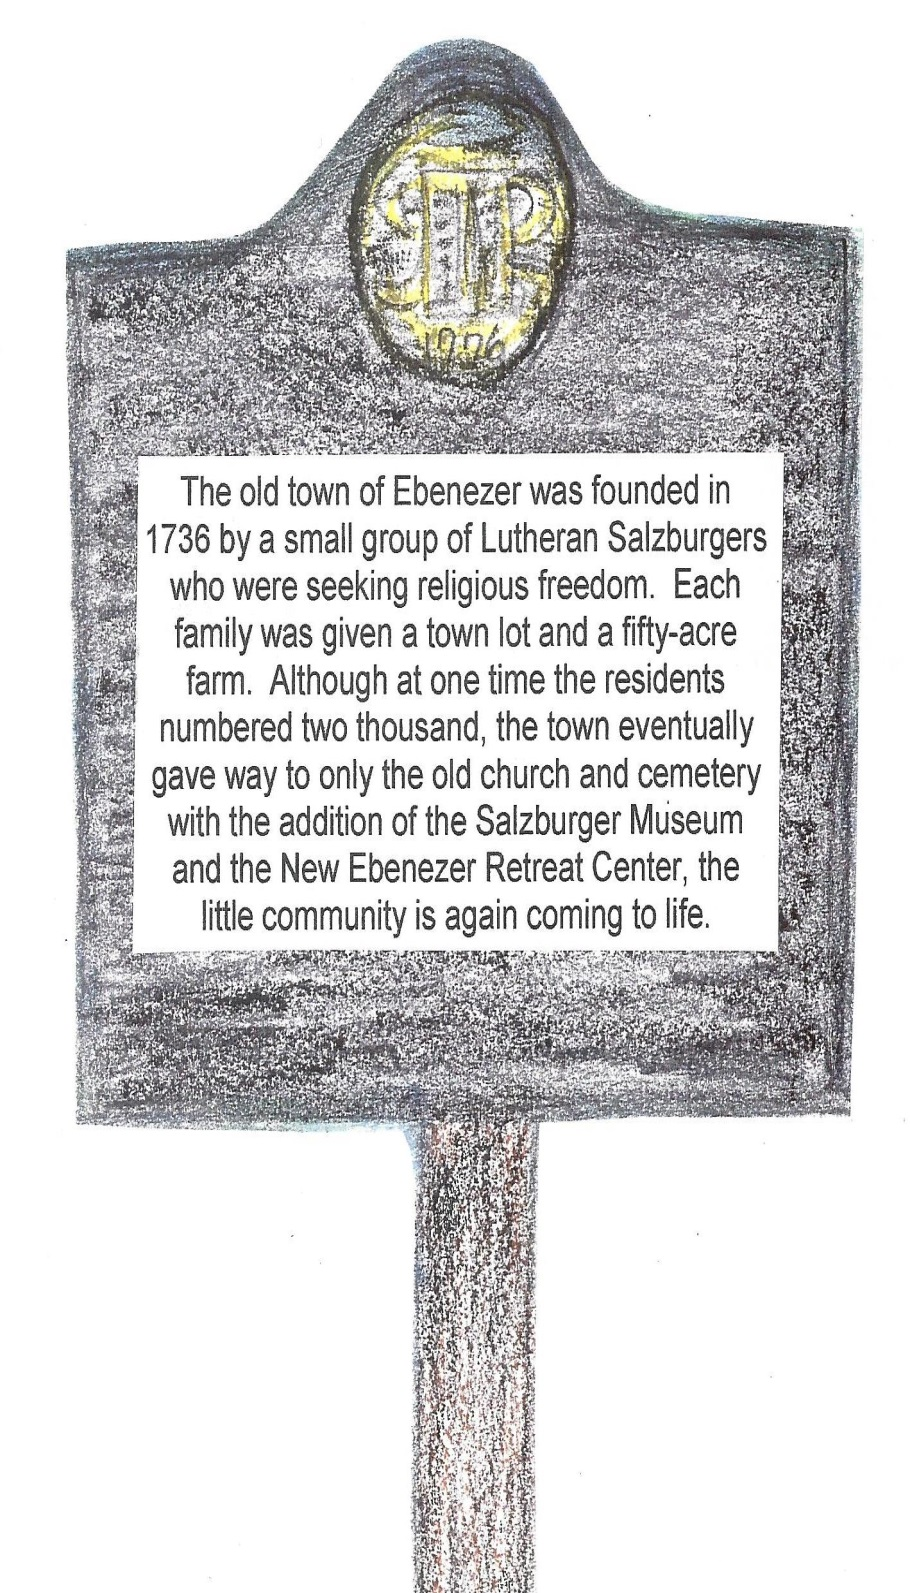 1776
The old town of Ebenezer was founded in
1736 by a small group of Lutheran Salzburgers
who were seeking religious freedom. Each
family was given a town lot and a fifty-acre
farm. Although at one time the residents
numbered two thousand, the town eventually
gave way to only the old church and cemetery
with the addition of the Salzburger Museum
and the New Ebenezer Retreat Center, the
little community is again coming to life.